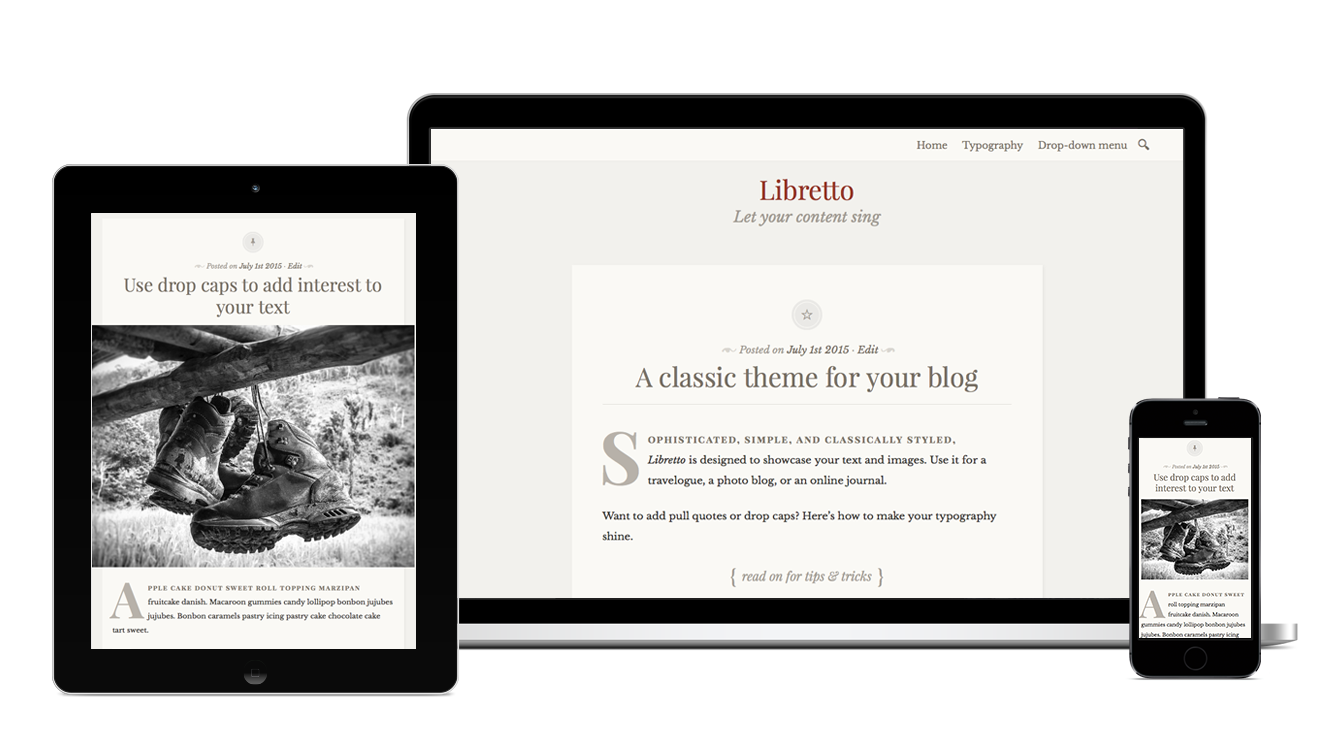 Home Typography Drop-down menu
Libretto
Let your content sing
Posted on July 1st 2015 · Edit
A classic theme for your blog
SOPHISTICATED, SIMPLE, AND CLASSICALLY STYLED,
Libretto is designed to showcase your text and images. Use it for a
travelogue, a photo blog, or an online journal.
Want to add pull quotes or drop caps? Here's how to make your typography
shine.
{ read on for tips & tricks }
Posted on July 1st 2015 · Edit
Use drop caps to add interest to
your text
APPLE CAKE DONUT SWEET ROLL TOPPING MARZIPAN
fruitcake danish. Macaroon gummies candy lollipop bonbon jujubes
jujubes. Bonbon caramels pastry icing pastry cake chocolate cake
tart sweet.
Posted on July 1st 2015 ·
Use drop caps to add
interest to your text
APPLE CAKE DONUT SWEET
roll topping marzipan
fruitcake danish. Macaroon
gummies candy lollipop bonbon jujubes
jujubes. Bonbon caramels pastry icing